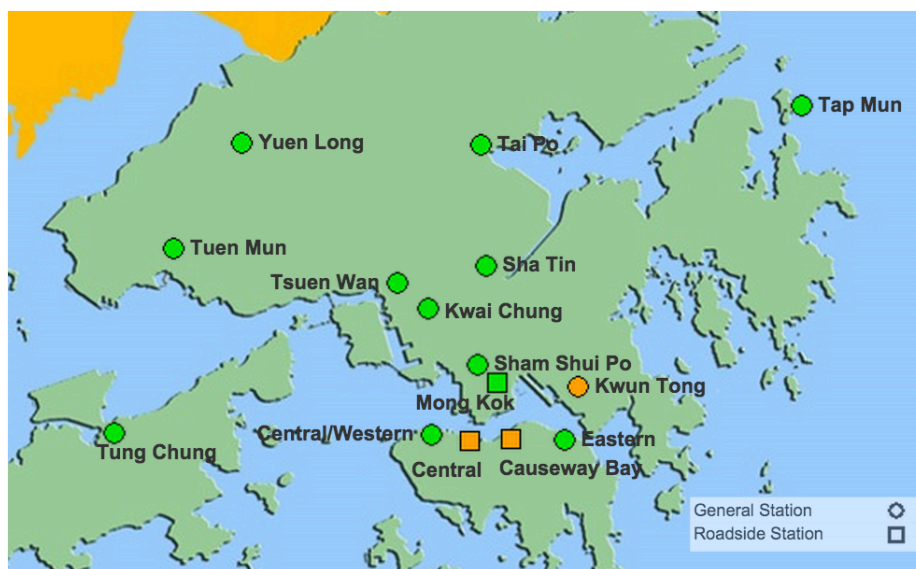 Tap Mun
Yuen Long
Tai Po
Tuen Mun
Sha Tin
Tsuen Wan
Kwai Chung
Sham Shui Po
Kwun Tong
Mong Kok
Central/Western
Eastern
Tung Chung
Central
Causeway Bay
General Station
Roadside Station